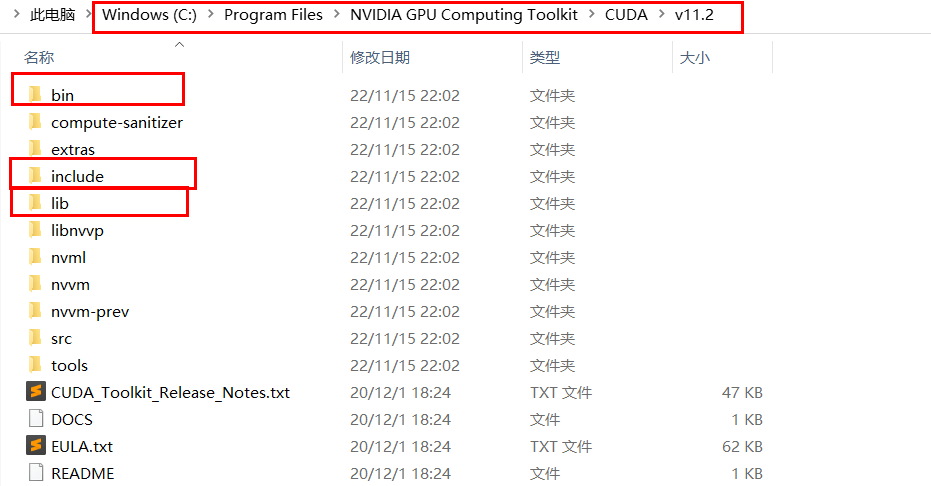 此电脑 Windows (C:) Program Files NVIDIA GPU Computing Toolkit CUDA v11.2
名称 修改日期 类型 大小
bin 22/11/15 22:02 文件夹
compute-sanitizer 22/11/15 22:02 文件夹
extras 22/11/15 22:02 文件夹
include 22/11/15 22:02 文件夹
lib 22/11/15 22:02 文件夹
libnvvp 22/11/15 22:02 文件夹
nvml 22/11/15 22:02 文件夹
nvvm 22/11/15 22:02 文件夹
nvvm-prev 22/11/15 22:02 文件夹
src 22/11/15 22:02 文件夹
tools 22/11/15 22:02 文件夹
CUDA_Toolkit_Release_Notes.txt 20/12/1 18:24 TXT 文件 47 KB
DOCS 20/12/1 18:24 文件 1 KB
EULA.txt 20/12/1 18:24 TXT 文件 62 KB
README 20/12/1 18:24 文件 1 KB